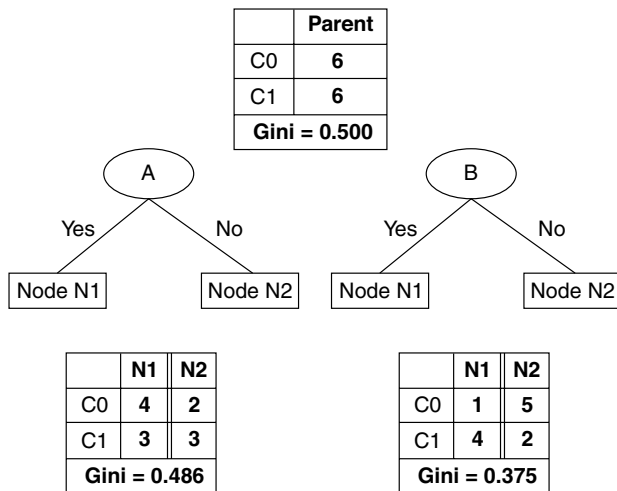 Parent
C0 6
C1 6
Gini = 0.500
A B
Yes No Yes No
Node N1 Node N2 Node N1 Node N2
N1 N2 N1 N2
C0 4 2 C0 1 5
C1 3 3 C1 4 2
Gini = 0.486 Gini = 0.375